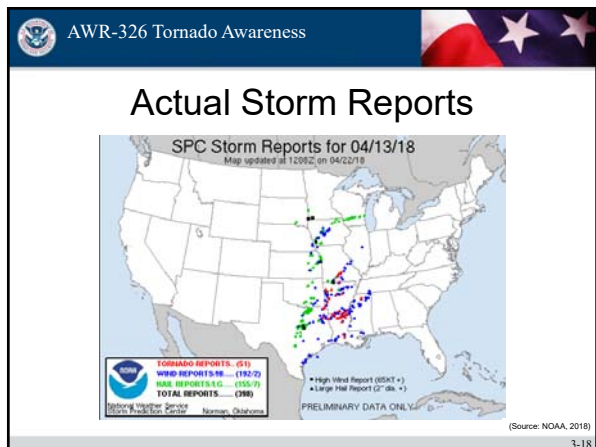 AWR-326 Tornado Awareness
Actual Storm Reports
SPC Storm Reports for 04/13/18
Map updated at 1208Z on 04/22/18
TORNADO REPORTS.. (51)
WIND REPORTS/HI.... (192/2)
HAIL REPORTS/LG.... (155/7)
TOTAL REPORTS...... (398)
National Weather Service
Storm Prediction Center Norman, Oklahoma
High Wind Report (65KT +)
Large Hail Report (2" dia. +)
PRELIMINARY DATA ONLY
(Source: NOAA, 2018)
3-18